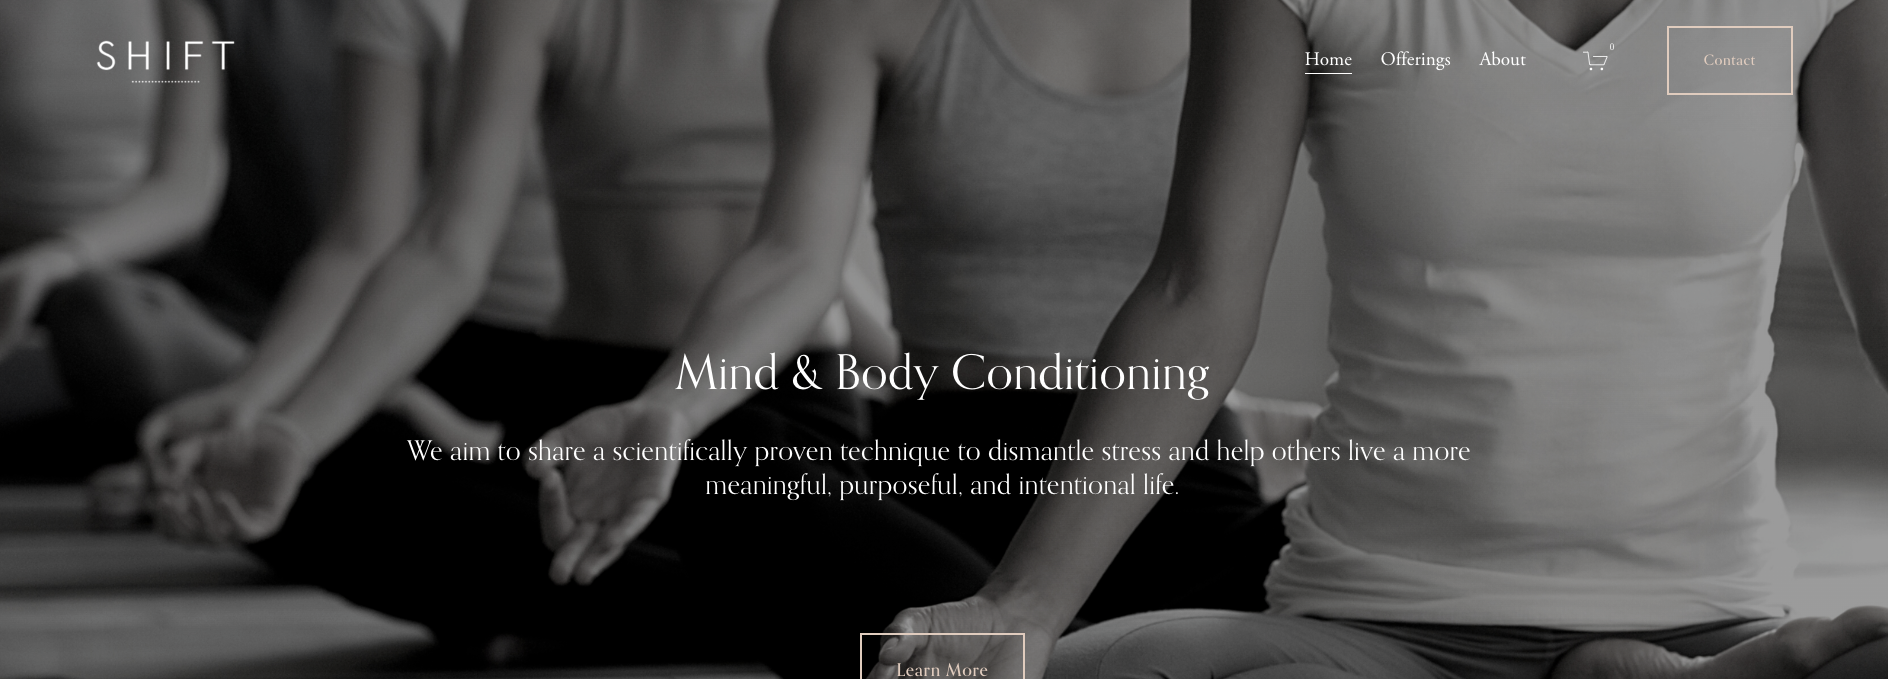 SHIFT
Home Offerings About 0 Contact
Mind & Body Conditioning
We aim to share a scientifically proven technique to dismantle stress and help others live a more
meaningful, purposeful, and intentional life.
Learn More